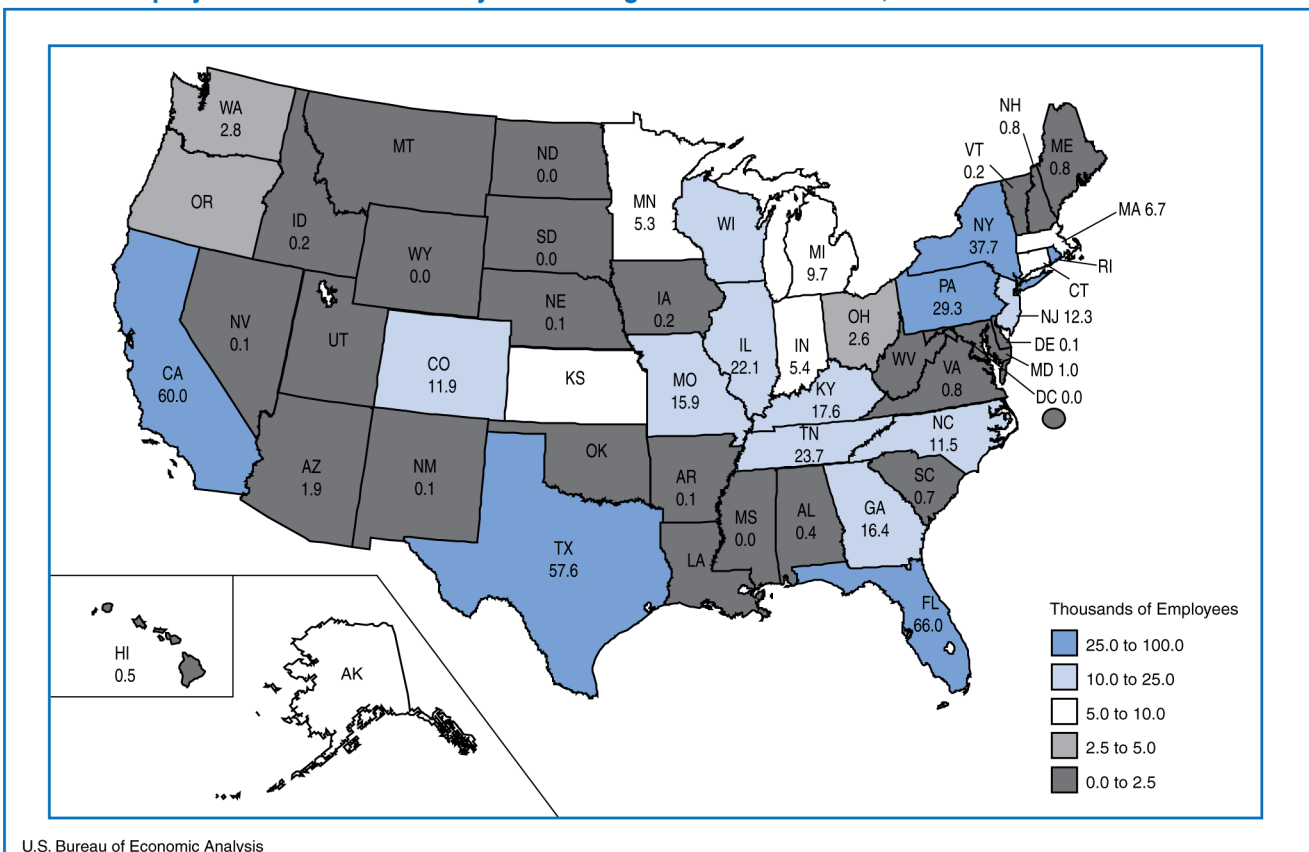 WA
2.8
OR
CA
60.0
NV
0.1
ID
0.2
MT
WY
0.0
UT
CO
11.9
AZ
1.9
NM
0.1
ND
0.0
SD
0.0
NE
0.1
KS
OK
TX
57.6
MN
5.3
IA
0.2
MO
15.9
AR
0.1
LA
WI
IL
22.1
MI
9.7
IN
5.4
OH
2.6
KY
17.6
TN
23.7
MS
0.0
AL
0.4
GA
16.4
FL
66.0
SC
0.7
NC
11.5
VA
0.8
WV
PA
29.3
NY
37.7
VT
0.2
NH
0.8
ME
0.8
MA 6.7
RI
CT
NJ 12.3
DE 0.1
MD 1.0
DC 0.0
HI
0.5
AK
Thousands of Employees
25.0 to 100.0
10.0 to 25.0
5.0 to 10.0
2.5 to 5.0
0.0 to 2.5
U.S. Bureau of Economic Analysis